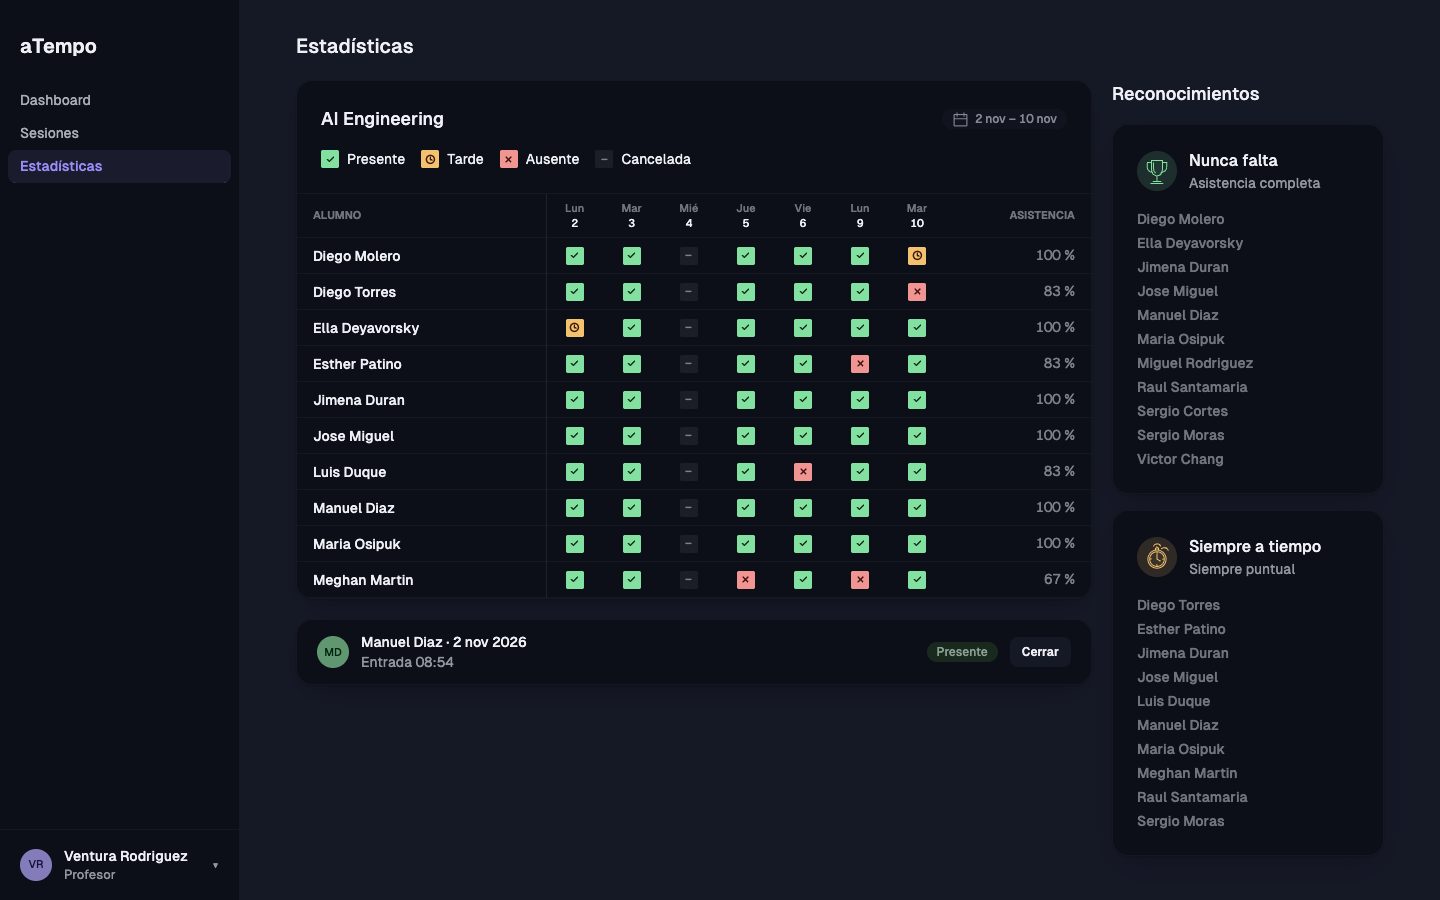 aTempo
Dashboard
Sesiones
Estadísticas
Ventura Rodriguez
Profesor
VR
Estadísticas
AI Engineering
2 nov – 10 nov
Presente Tarde Ausente Cancelada
ALUMNO Lun 2 Mar 3 Mié 4 Jue 5 Vie 6 Lun 9 Mar 10 ASISTENCIA
Diego Molero 100 %
Diego Torres 83 %
Ella Deyavorsky 100 %
Esther Patino 83 %
Jimena Duran 100 %
Jose Miguel 100 %
Luis Duque 83 %
Manuel Diaz 100 %
Maria Osipuk 100 %
Meghan Martin 67 %
MD
Manuel Diaz · 2 nov 2026
Entrada 08:54
Presente
Cerrar
Reconocimientos
Nunca falta
Asistencia completa
Diego Molero
Ella Deyavorsky
Jimena Duran
Jose Miguel
Manuel Diaz
Maria Osipuk
Miguel Rodriguez
Raul Santamaria
Sergio Cortes
Sergio Moras
Victor Chang
Siempre a tiempo
Siempre puntual
Diego Torres
Esther Patino
Jimena Duran
Jose Miguel
Luis Duque
Manuel Diaz
Maria Osipuk
Meghan Martin
Raul Santamaria
Sergio Moras